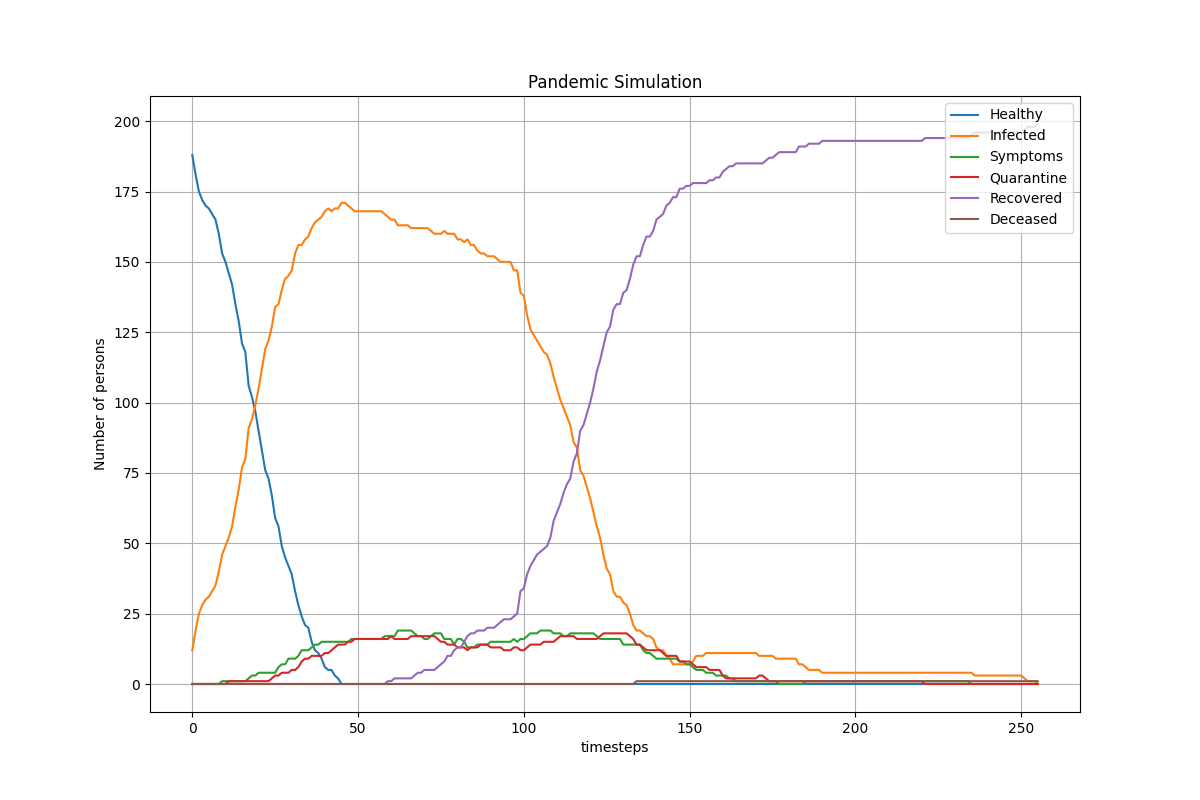 Pandemic Simulation
Number of persons
200
175
150
125
100
75
50
25
0
Healthy
Infected
Symptoms
Quarantine
Recovered
Deceased
0
50
100
150
200
250
timesteps